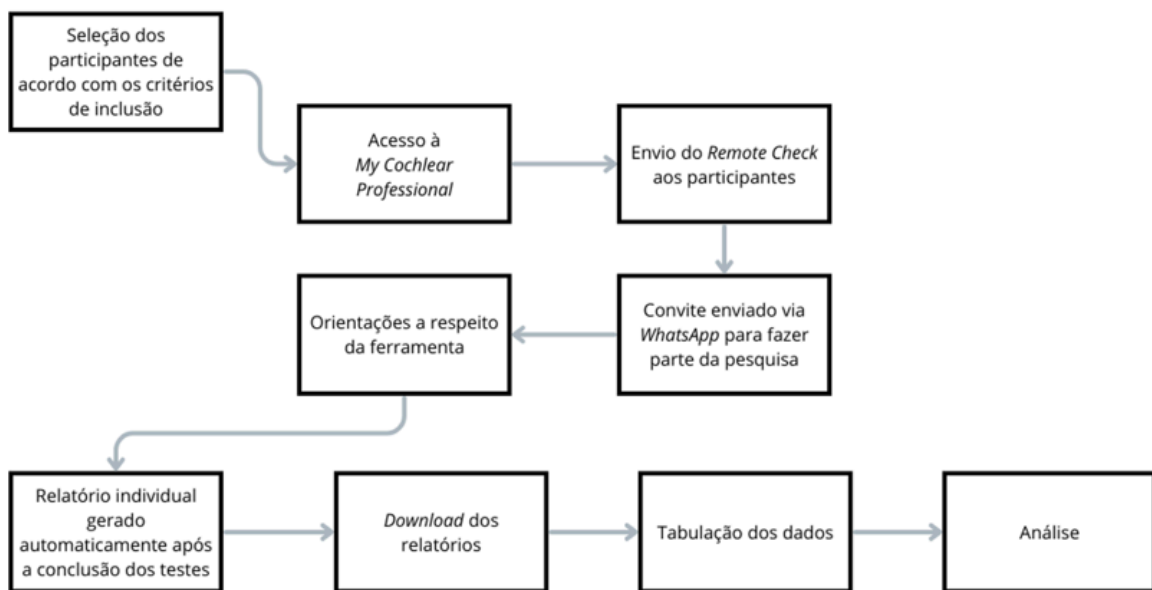 Seleção dos
participantes de
acordo com os critérios
de inclusão
Acesso à
My Cochlear
Professional
Envio do Remote Check
aos participantes
Convite enviado via
WhatsApp para fazer
parte da pesquisa
Orientações a respeito
da ferramenta
Relatório individual
gerado
automaticamente após
a conclusão dos testes
Download dos
relatórios
Tabulação dos dados
Análise